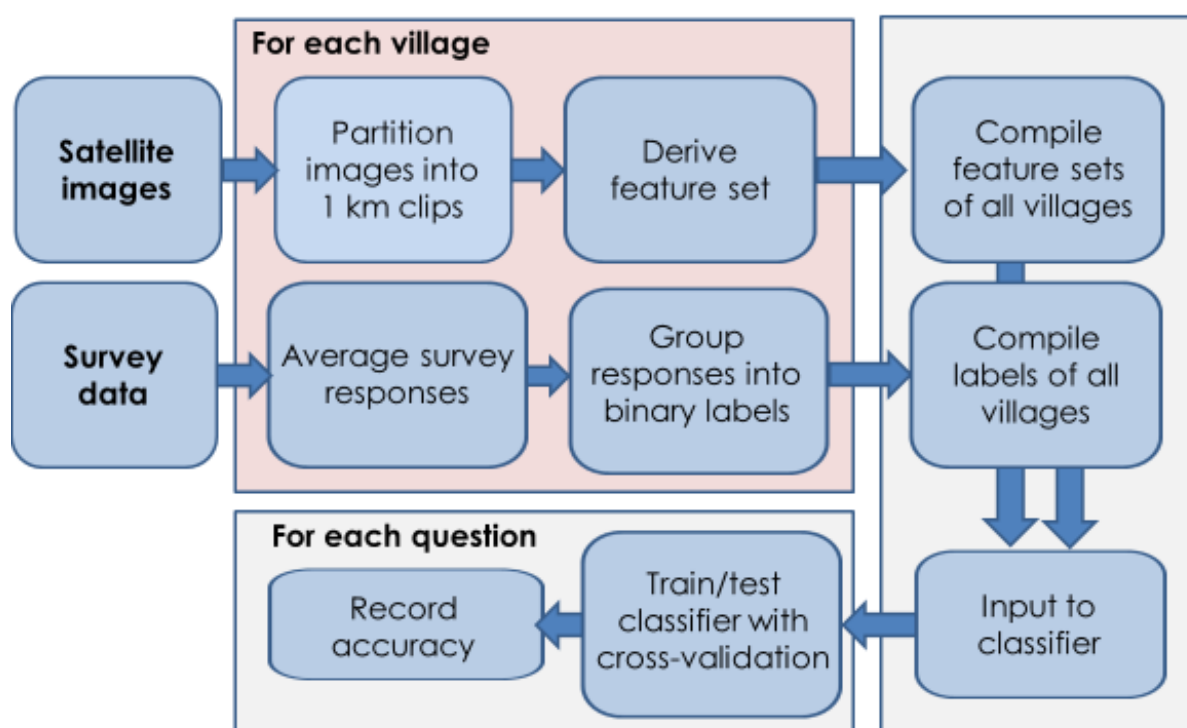 For each village
Satellite
images
Partition
images into
1 km clips
Derive
feature set
Compile
feature sets
of all villages
Survey
data
Average survey
responses
Group
responses into
binary labels
Compile
labels of all
villages
For each question
Record
accuracy
Train/test
classifier with
cross-validation
Input to
classifier